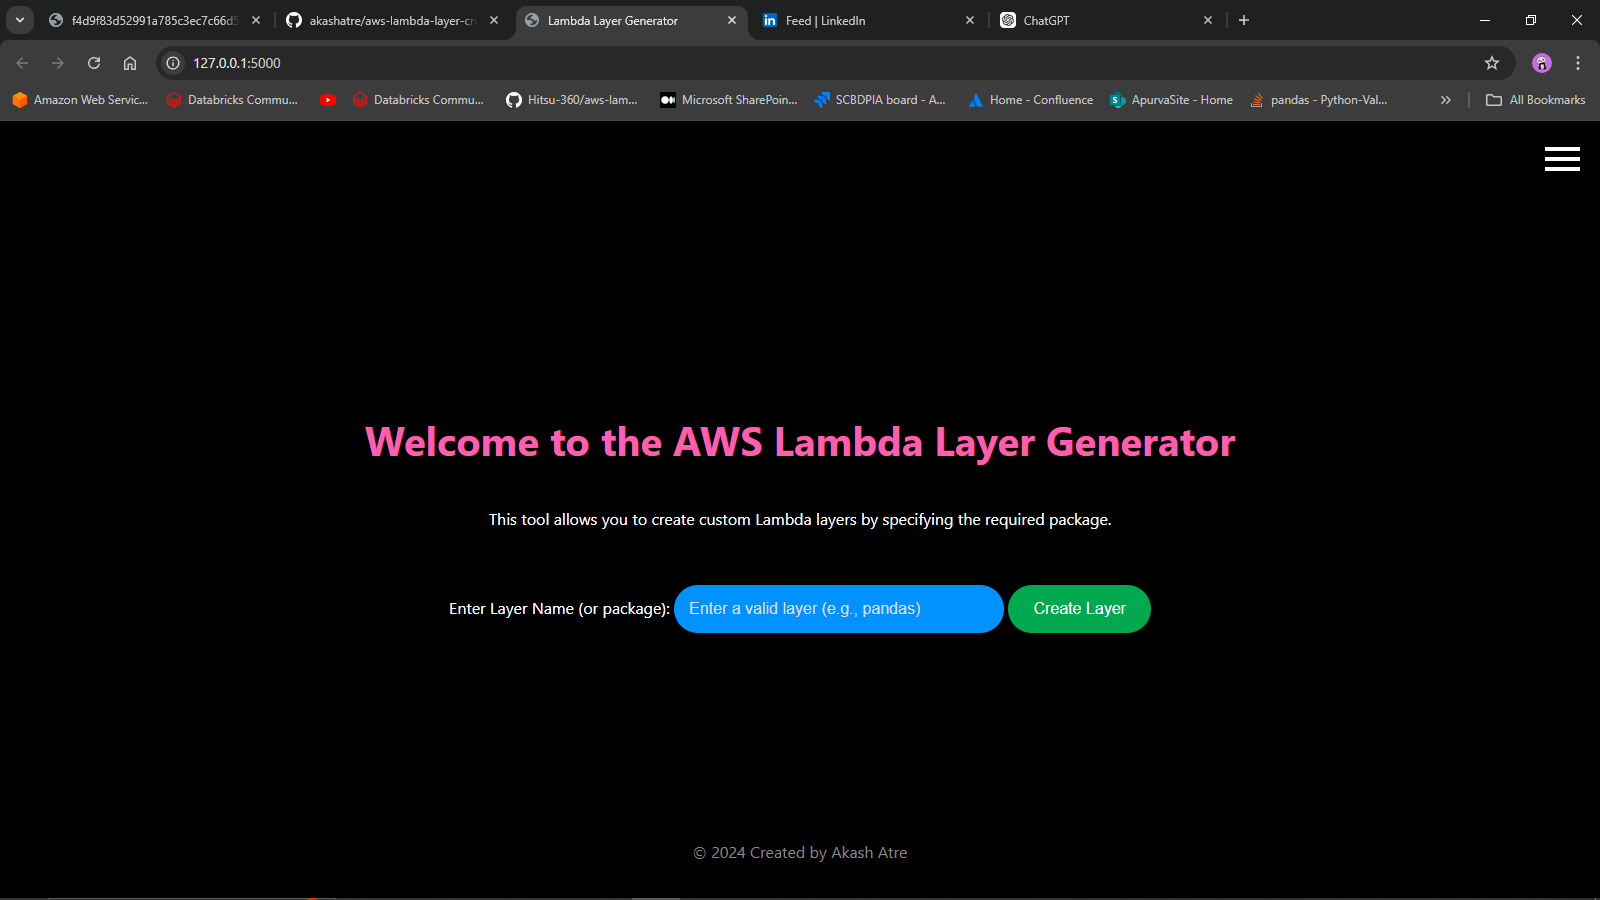 f4d9f83d52991a785c3ec7c66d5
akashatre/aws-lambda-layer-cre
Lambda Layer Generator
Feed | LinkedIn
ChatGPT
127.0.0.1:5000
Amazon Web Servic...
Databricks Commu...
Databricks Commu...
Hitsu-360/aws-lam...
Microsoft SharePoin...
SCBDPIA board - A...
Home - Confluence
ApurvaSite - Home
pandas - Python-Val...
All Bookmarks
Welcome to the AWS Lambda Layer Generator
This tool allows you to create custom Lambda layers by specifying the required package.
Enter Layer Name (or package): Enter a valid layer (e.g., pandas) Create Layer
© 2024 Created by Akash Atre